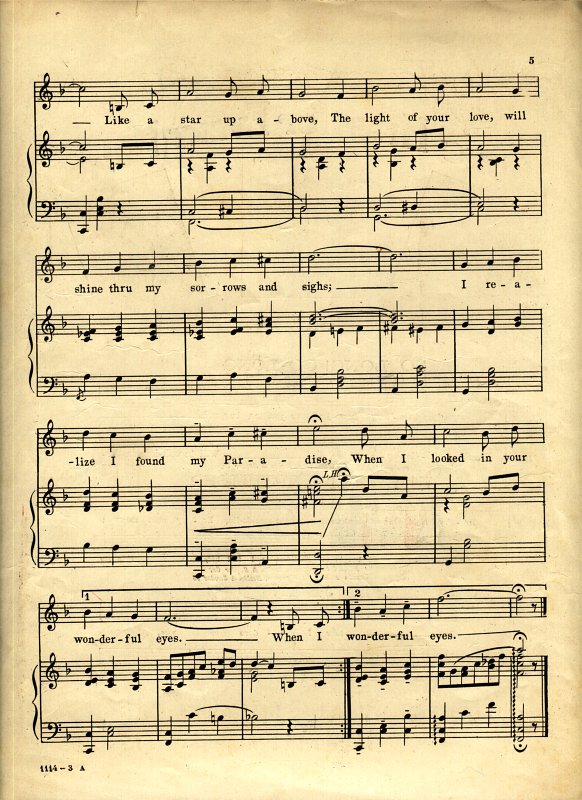 5
Like a star up a - bove, The light of your love, will
shine thru my sor - rows and sighs; I re - a -
-lize I found my Par - a - dise, When I looked in your
L.H.
1 2
won-der-ful eyes. When I won-der-ful eyes.
1114 - 3 A